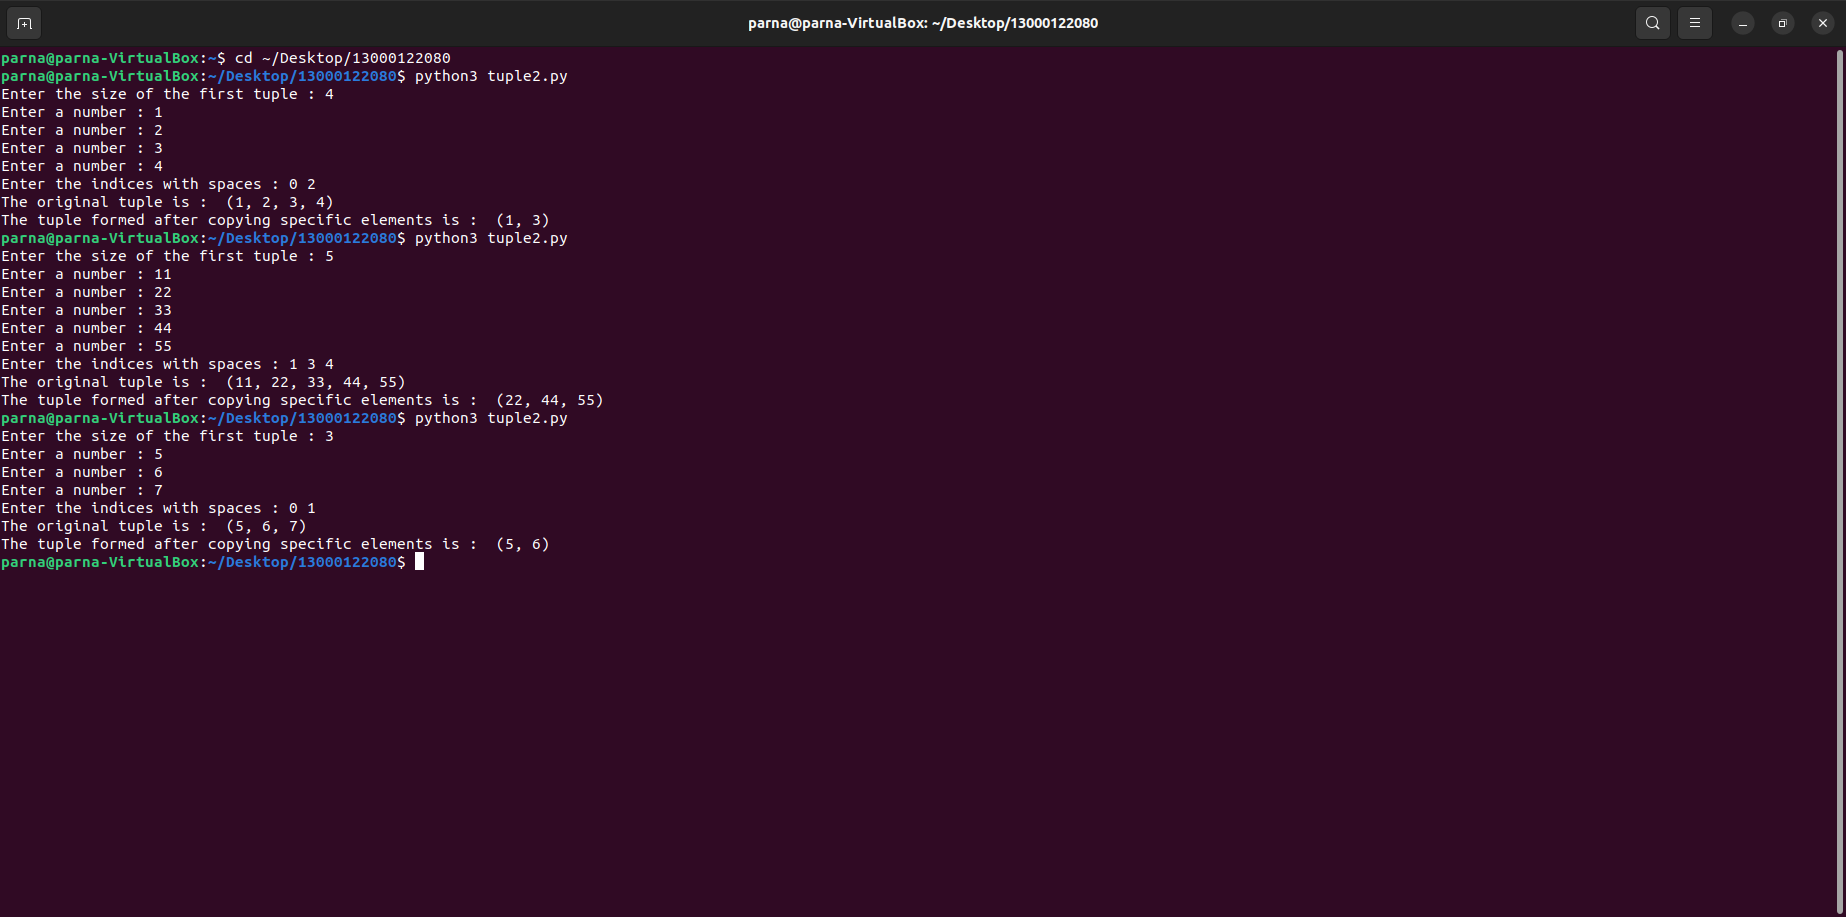 parna@parna-VirtualBox: ~/Desktop/13000122080
parna@parna-VirtualBox:~$ cd ~/Desktop/13000122080
parna@parna-VirtualBox:~/Desktop/13000122080$ python3 tuple2.py
Enter the size of the first tuple : 4
Enter a number : 1
Enter a number : 2
Enter a number : 3
Enter a number : 4
Enter the indices with spaces : 0 2
The original tuple is :  (1, 2, 3, 4)
The tuple formed after copying specific elements is :  (1, 3)
parna@parna-VirtualBox:~/Desktop/13000122080$ python3 tuple2.py
Enter the size of the first tuple : 5
Enter a number : 11
Enter a number : 22
Enter a number : 33
Enter a number : 44
Enter a number : 55
Enter the indices with spaces : 1 3 4
The original tuple is :  (11, 22, 33, 44, 55)
The tuple formed after copying specific elements is :  (22, 44, 55)
parna@parna-VirtualBox:~/Desktop/13000122080$ python3 tuple2.py
Enter the size of the first tuple : 3
Enter a number : 5
Enter a number : 6
Enter a number : 7
Enter the indices with spaces : 0 1
The original tuple is :  (5, 6, 7)
The tuple formed after copying specific elements is :  (5, 6)
parna@parna-VirtualBox:~/Desktop/13000122080$